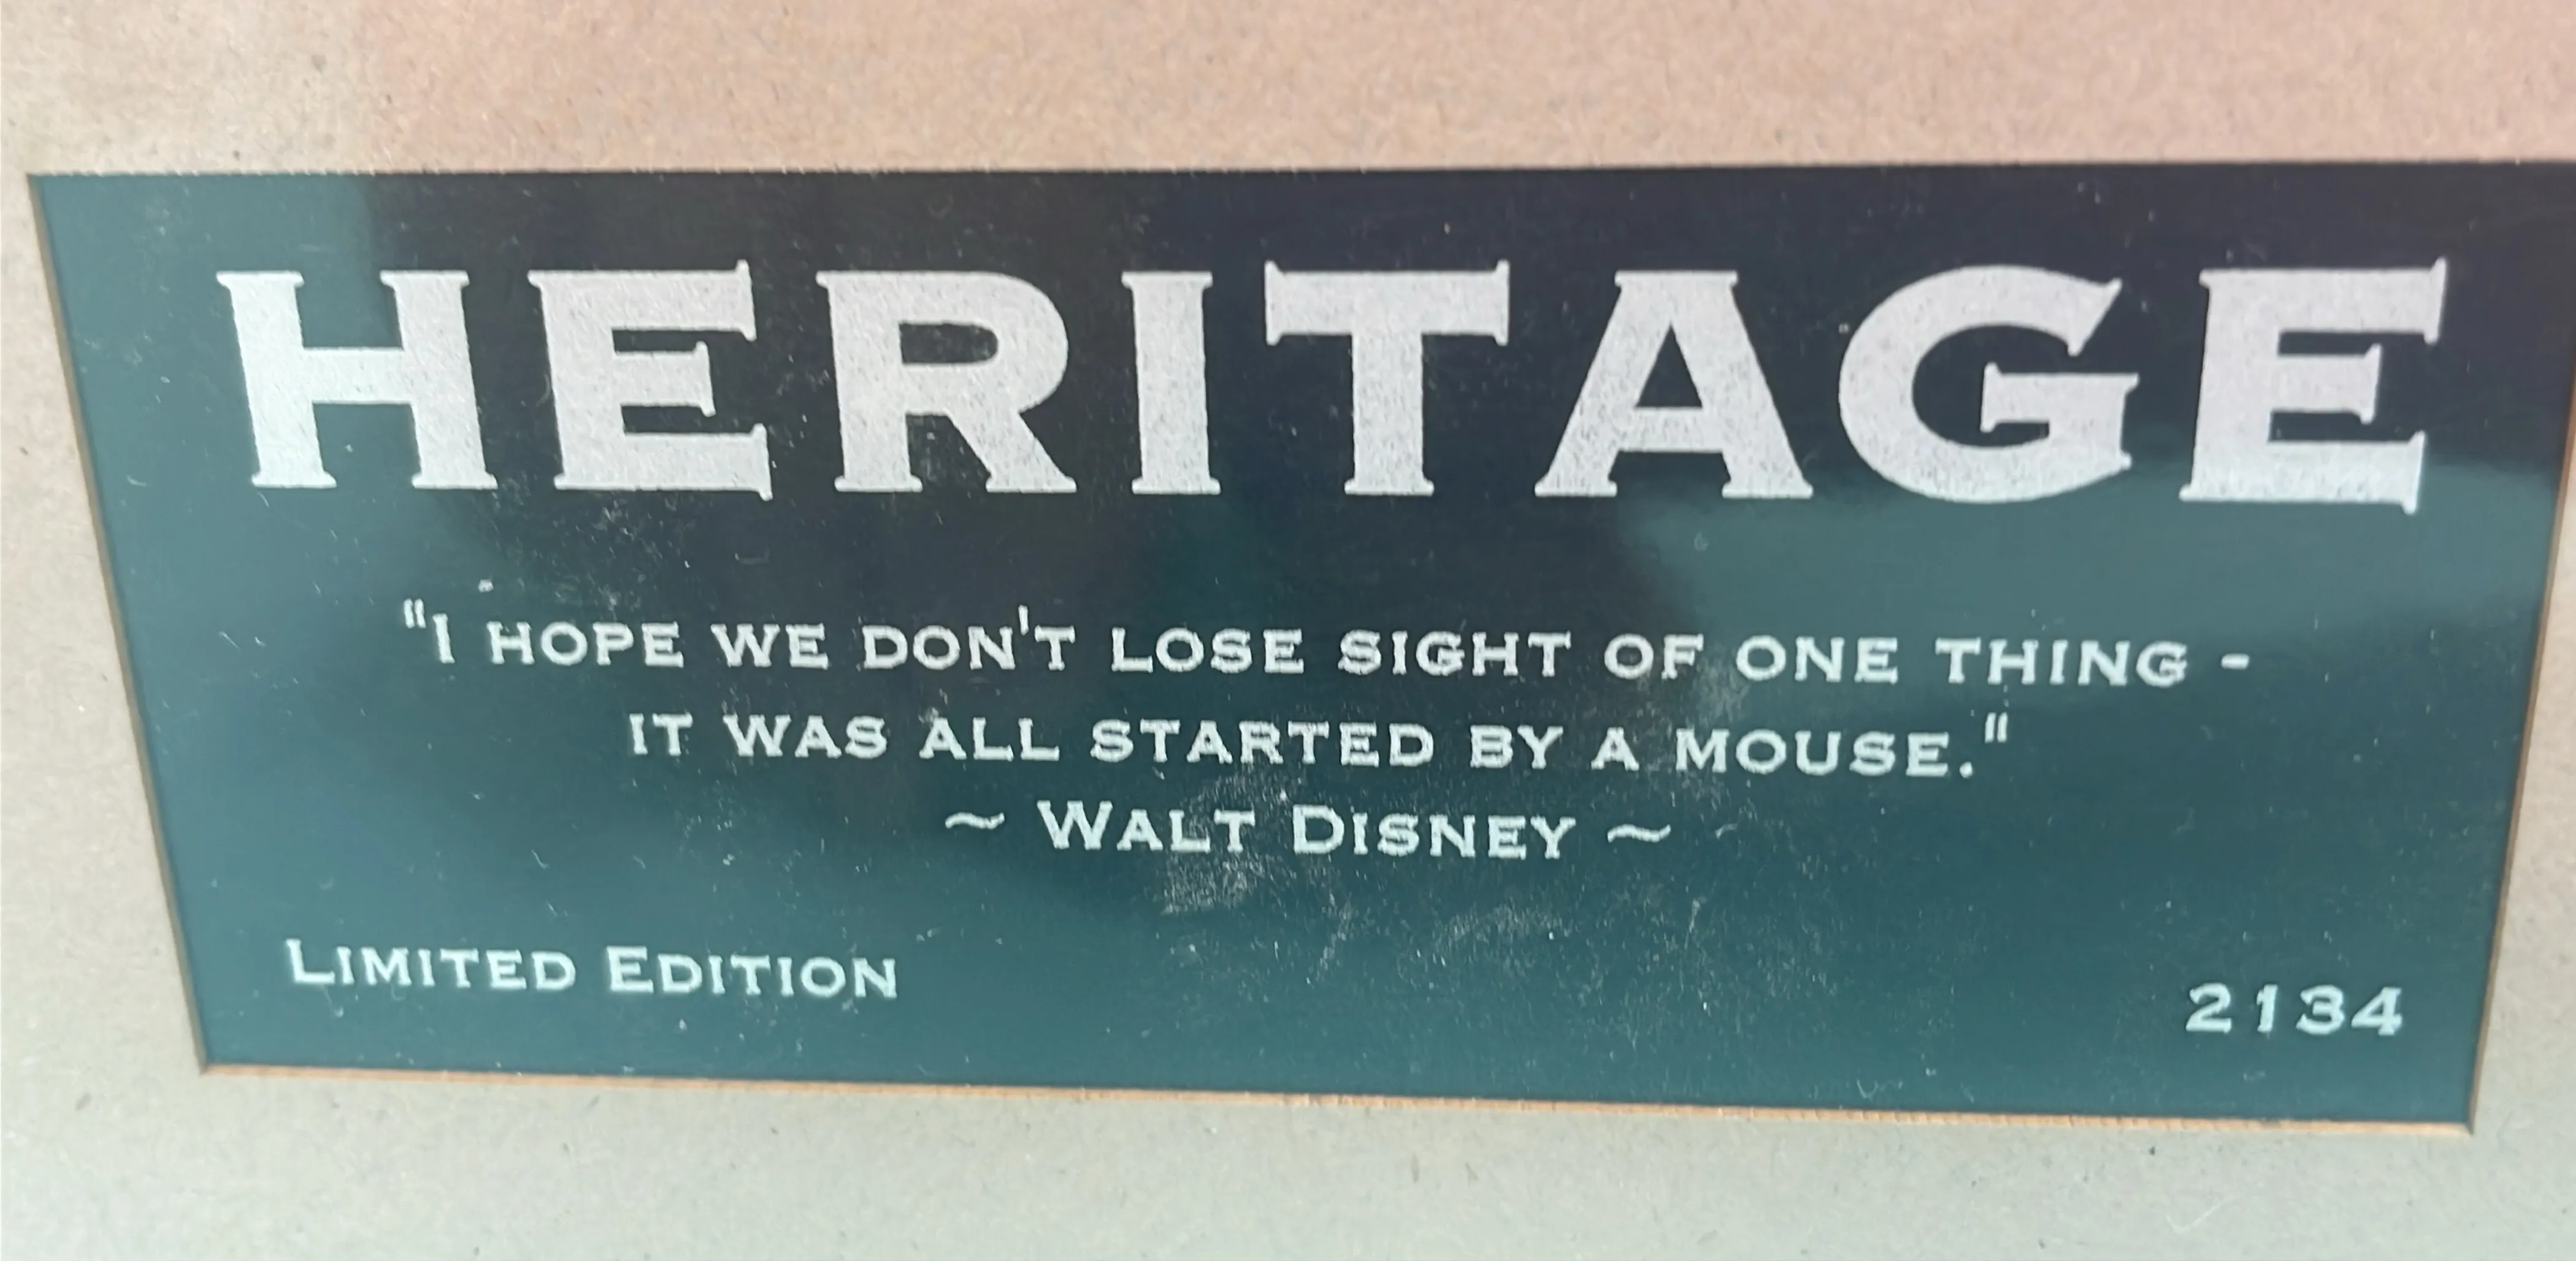 HERITAGE
"I HOPE WE DON'T LOSE SIGHT OF ONE THING -
IT WAS ALL STARTED BY A MOUSE."
~ WALT DISNEY ~
LIMITED EDITION
2134